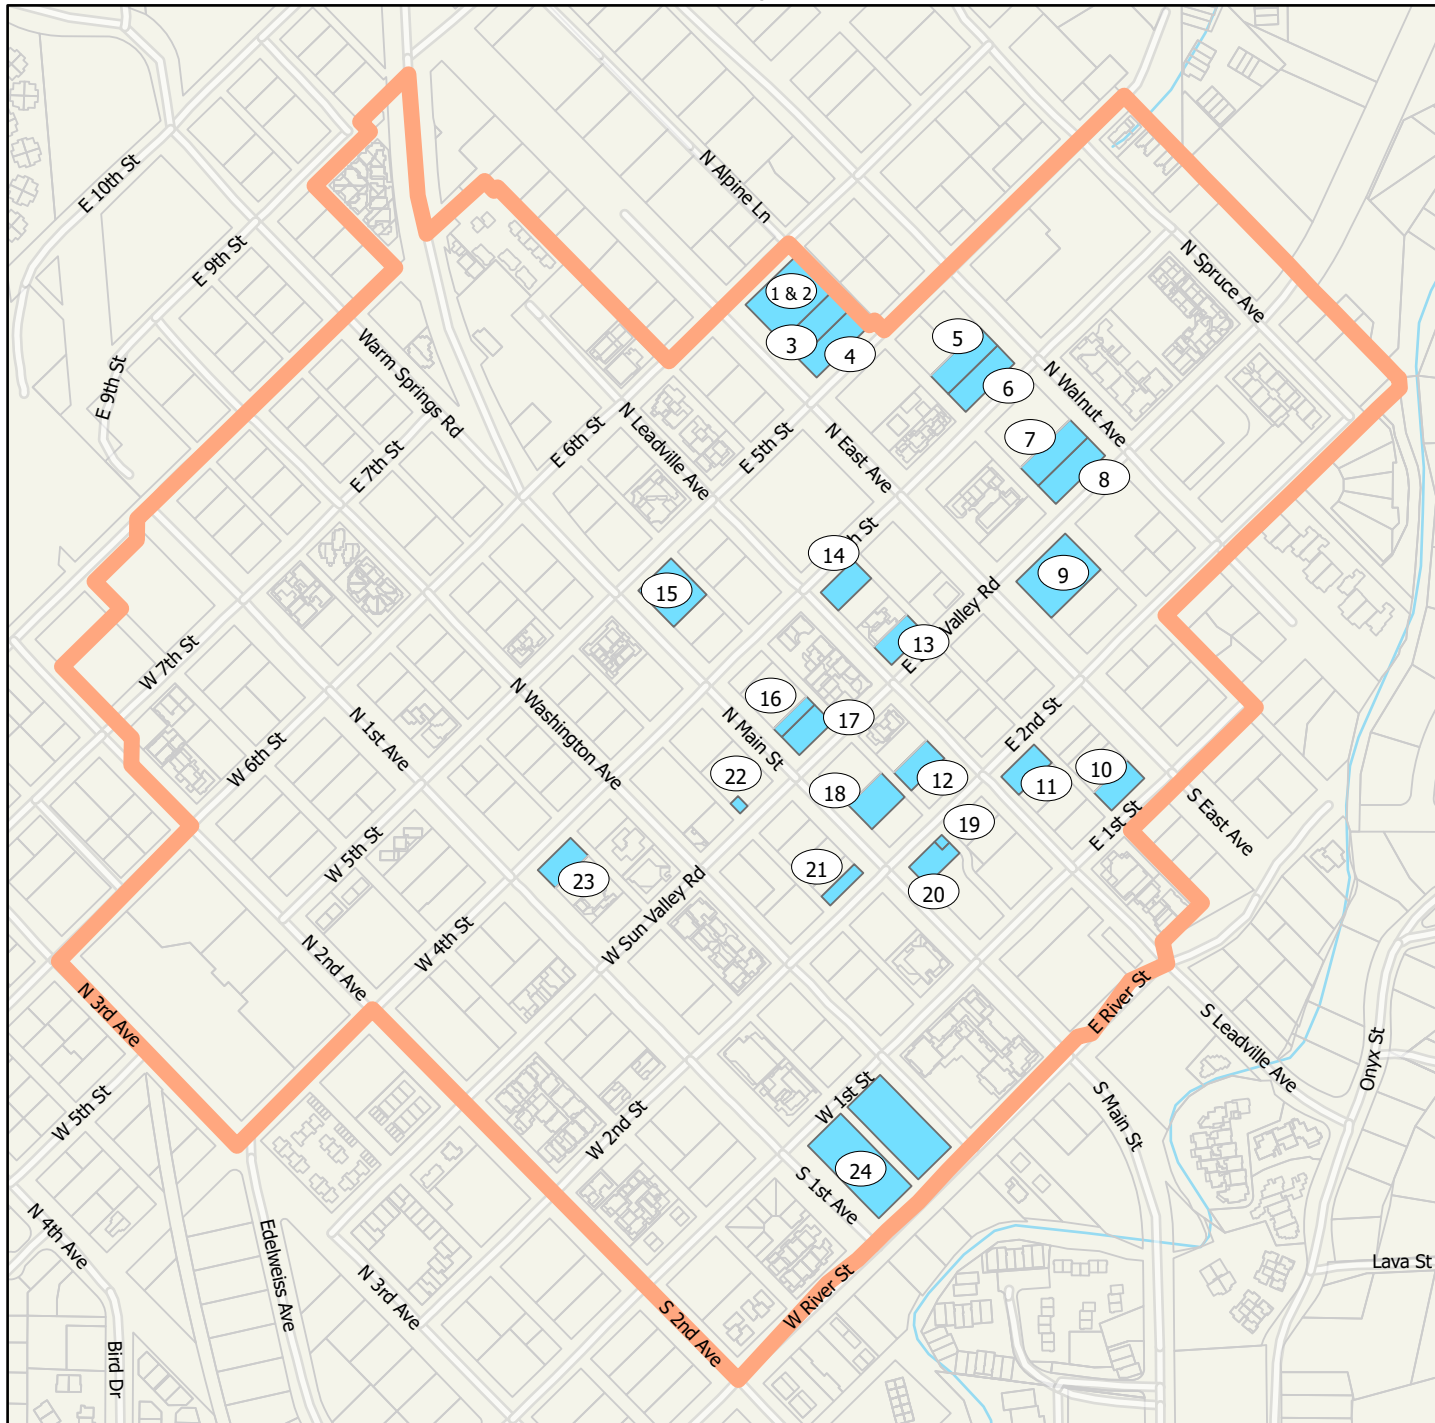 E 10th St
N Alpine Ln
E 9th St
N Spruce Ave
1 & 2
3
4
5
6
E 9th St
Warm Springs Rd
N Walnut Ave
N Leadville Ave
E 6th St
E 5th St
N East Ave
E 7th St
7
8
14
15
9
13
Valley Rd
W 7th St
N Washington Ave
N 1st Ave
16
17
N Main St
E 2nd St
W 6th St
22
18
12
11
10
S East Ave
E 1st St
19
W 5th St
23
21
20
W Sun Valley Rd
W 4th St
N 2nd Ave
N 3rd Ave
E River St
S Leadville Ave
Onyx St
W 1st St
S Main St
W 5th St
W 2nd St
24
S 1st Ave
N 4th Ave
Edelweiss Ave
N 3rd Ave
Lava St
W River St
S 2nd Ave
Bird Dr